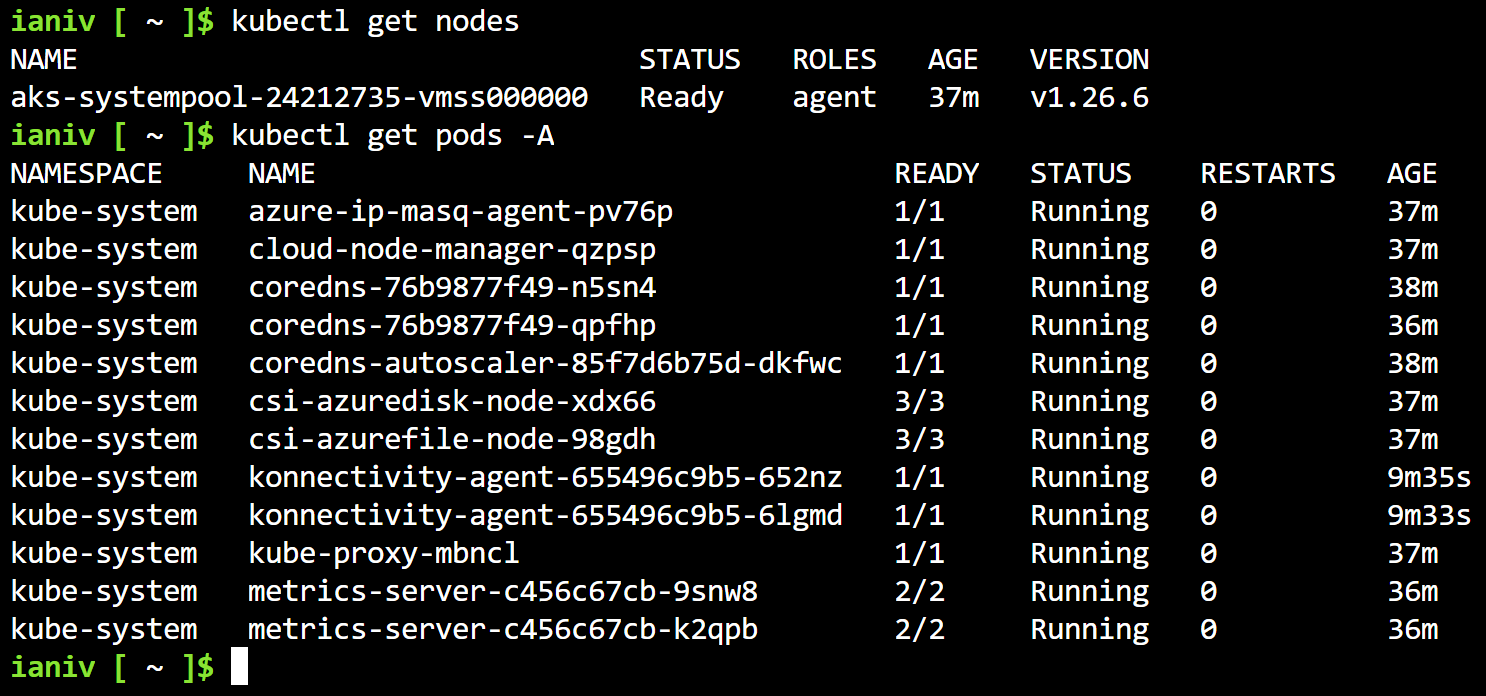 ianiv [ ~ ]$ kubectl get nodes
NAME                                 STATUS   ROLES   AGE   VERSION
aks-systempool-24212735-vmss000000   Ready    agent   37m   v1.26.6
ianiv [ ~ ]$ kubectl get pods -A
NAMESPACE     NAME                                  READY   STATUS    RESTARTS   AGE
kube-system   azure-ip-masq-agent-pv76p             1/1     Running   0          37m
kube-system   cloud-node-manager-qzpsp              1/1     Running   0          37m
kube-system   coredns-76b9877f49-n5sn4              1/1     Running   0          38m
kube-system   coredns-76b9877f49-qpfhp              1/1     Running   0          36m
kube-system   coredns-autoscaler-85f7d6b75d-dkfwc   1/1     Running   0          38m
kube-system   csi-azuredisk-node-xdx66              3/3     Running   0          37m
kube-system   csi-azurefile-node-98gdh              3/3     Running   0          37m
kube-system   konnectivity-agent-655496c9b5-652nz   1/1     Running   0          9m35s
kube-system   konnectivity-agent-655496c9b5-6lgmd   1/1     Running   0          9m33s
kube-system   kube-proxy-mbncl                      1/1     Running   0          37m
kube-system   metrics-server-c456c67cb-9snw8        2/2     Running   0          36m
kube-system   metrics-server-c456c67cb-k2qpb        2/2     Running   0          36m
ianiv [ ~ ]$